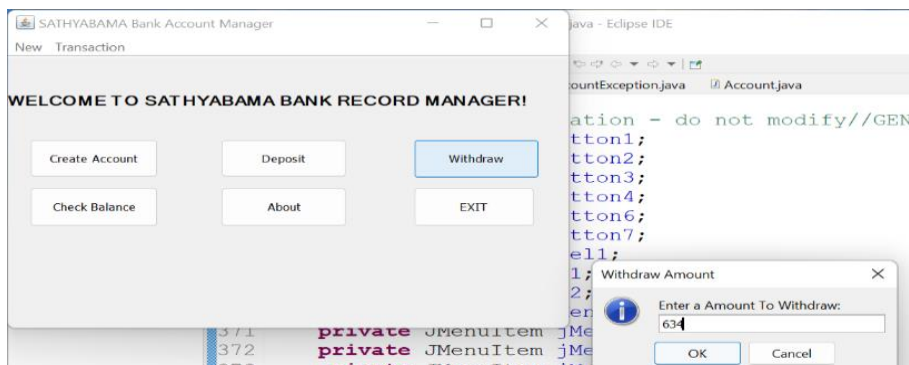 SATHYABAMA Bank Account Manager
New Transaction
WELCOME TO SATHYABAMA BANK RECORD MANAGER!
Create Account
Deposit
Withdraw
Check Balance
About
EXIT
java - Eclipse IDE
ountException.java Account.java
ation - do not modify//GEN
tton1;
tton2;
tton3;
tton4;
tton6;
tton7;
el1;
1;
2;
en
Withdraw Amount
Enter a Amount To Withdraw:
634
OK Cancel
371 private JMenuItem jMe
372 private JMenuItem jMe